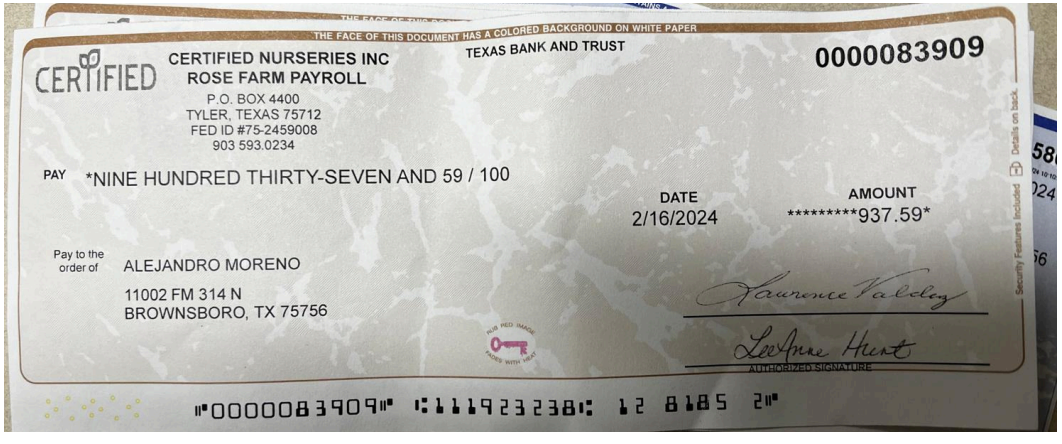 THE FACE OF THIS DOCUMENT HAS A COLORED BACKGROUND ON WHITE PAPER
CERTIFIED
CERTIFIED NURSERIES INC
ROSE FARM PAYROLL
P.O. BOX 4400
TYLER, TEXAS 75712
FED ID #75-2459008
903 593.0234
TEXAS BANK AND TRUST
0000083909
PAY *NINE HUNDRED THIRTY-SEVEN AND 59 / 100
DATE
2/16/2024
AMOUNT
*********937.59*
Pay to the
order of
ALEJANDRO MORENO
11002 FM 314 N
BROWNSBORO, TX 75756
Lawrence Valdez
LeeAnne Hunt
AUTHORIZED SIGNATURE
RUB RED IMAGE
FADES WITH HEAT
Security Features Included Details on back.
⑈0000083909⑈ ⑆111923238⑆ 12 8185 2⑈